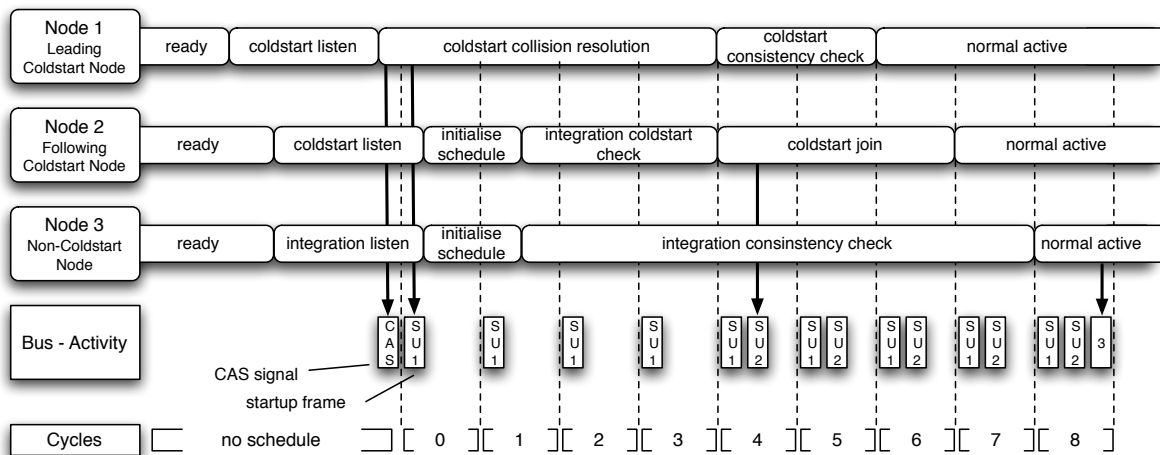 Node 1
Leading
Coldstart Node
ready
coldstart listen
coldstart collision resolution
coldstart
consistency check
normal active
Node 2
Following
Coldstart Node
ready
coldstart listen
initialise
schedule
integration coldstart
check
coldstart join
normal active
Node 3
Non-Coldstart
Node
ready
integration listen
initialise
schedule
integration consinstency check
normal active
Bus - Activity
CAS
SU1
SU1
SU1
SU1
SU1
SU2
SU1
SU2
SU1
SU2
SU1
SU2
SU1
SU2
3
CAS signal
startup frame
Cycles
no schedule
0
1
2
3
4
5
6
7
8